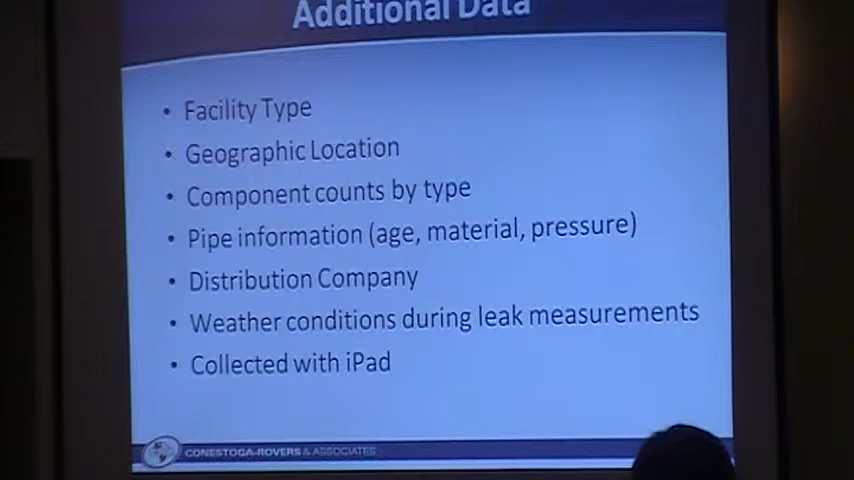 Additional Data
• Facility Type
• Geographic Location
• Component counts by type
• Pipe information (age, material, pressure)
• Distribution Company
• Weather conditions during leak measurements
• Collected with iPad
CONESTOGA-ROVERS & ASSOCIATES